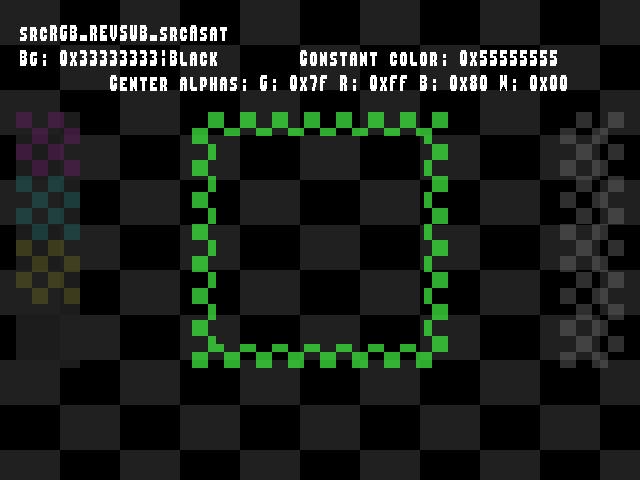 srcRGB_REVSUB_srcAsat
Bg: 0x33333333;Black Constant color: 0x55555555
Center alphas: G: 0x7f R: 0xff B: 0x80 W: 0x00